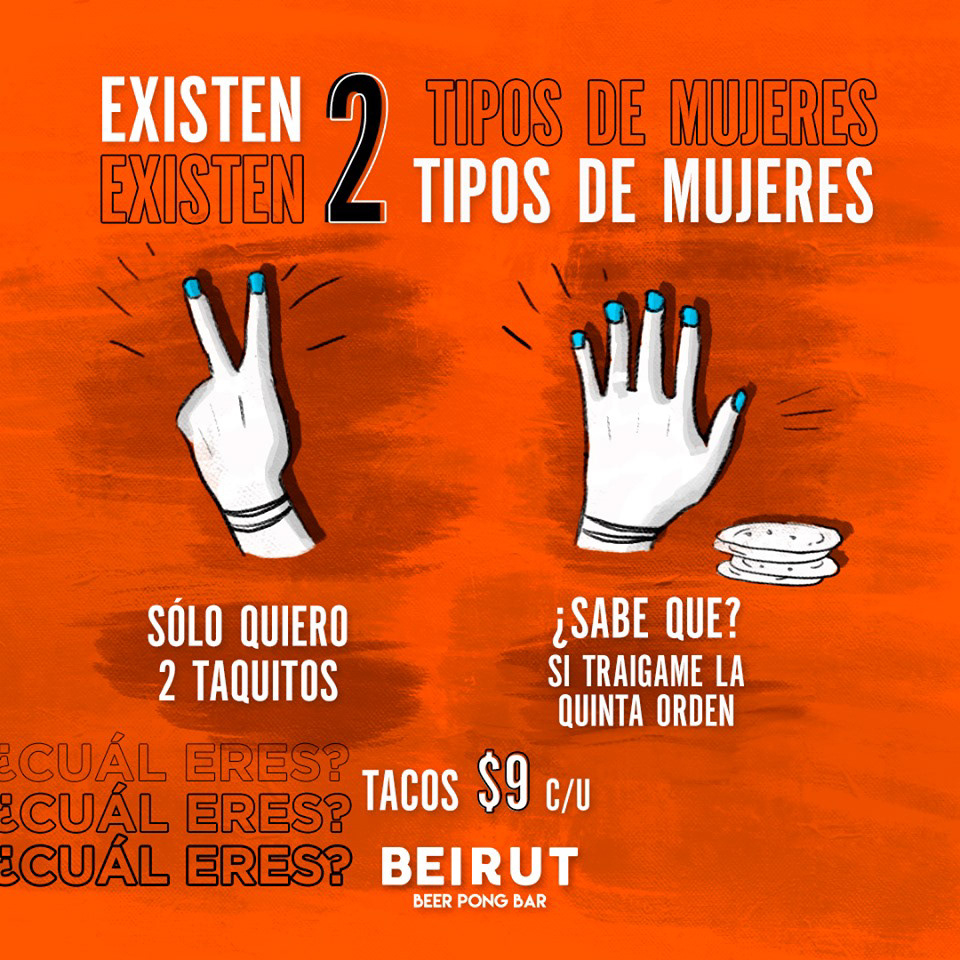 EXISTEN 2 TIPOS DE MUJERES
EXISTEN TIPOS DE MUJERES
SÓLO QUIERO
2 TAQUITOS
¿SABE QUE?
SI TRAIGAME LA
QUINTA ORDEN
¿CUÁL ERES?
¿CUÁL ERES?
¿CUÁL ERES?
TACOS $9 C/U
BEIRUT
BEER PONG BAR